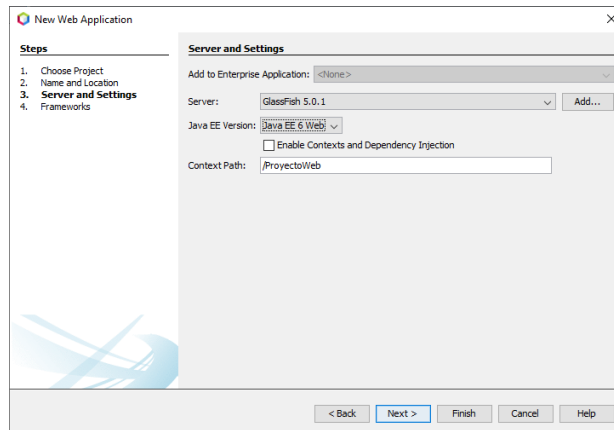 New Web Application
Steps
1. Choose Project
2. Name and Location
3. Server and Settings
4. Frameworks
Server and Settings
Add to Enterprise Application: <None>
Server: GlassFish 5.0.1 Add...
Java EE Version: Java EE 6 Web
Enable Contexts and Dependency Injection
Context Path: /ProyectoWeb
< Back Next > Finish Cancel Help